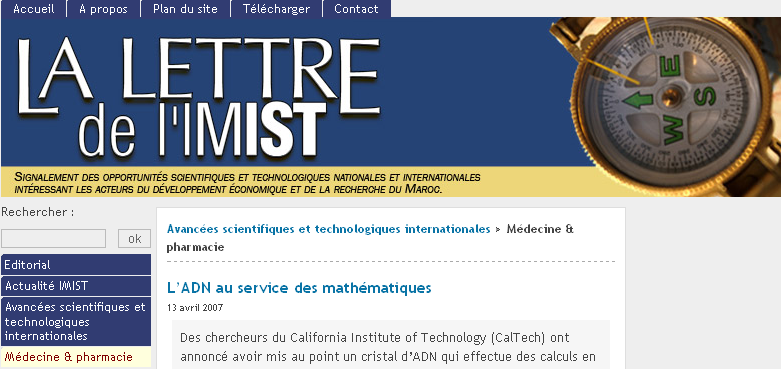 Accueil
A propos
Plan du site
Télécharger
Contact
LA LETTRE
de l'IMIST
SIGNALEMENT DES OPPORTUNITÉS SCIENTIFIQUES ET TECHNOLOGIQUES NATIONALES ET INTERNATIONALES
INTÉRESSANT LES ACTEURS DU DÉVELOPPEMENT ÉCONOMIQUE ET DE LA RECHERCHE DU MAROC.
E
W
S
Rechercher :
ok
Editorial
Actualité IMIST
Avancées scientifiques et
technologiques
internationales
Médecine & pharmacie
Avancées scientifiques et technologiques internationales > Médecine &
pharmacie
L'ADN au service des mathématiques
13 avril 2007
Des chercheurs du California Institute of Technology (CalTech) ont
annoncé avoir mis au point un cristal d'ADN qui effectue des calculs en